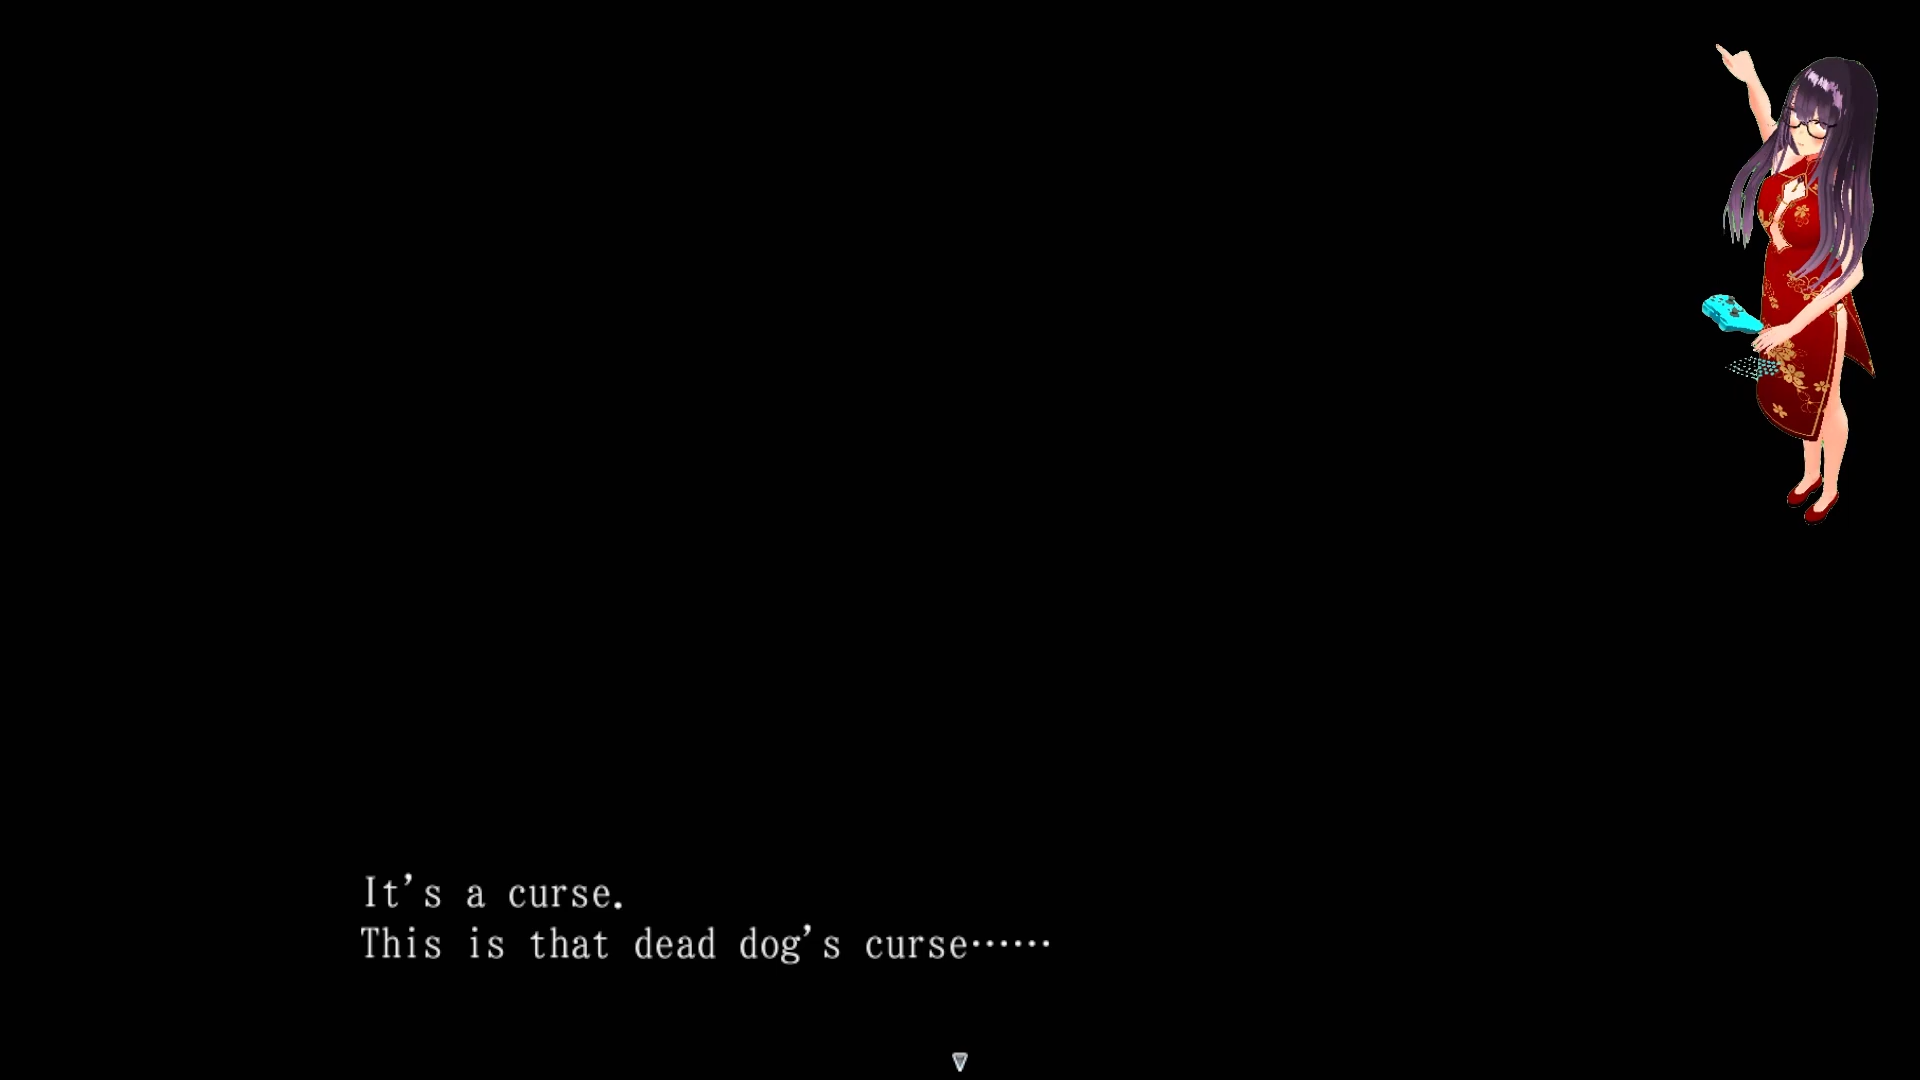 It’s a curse.
This is that dead dog’s curse……